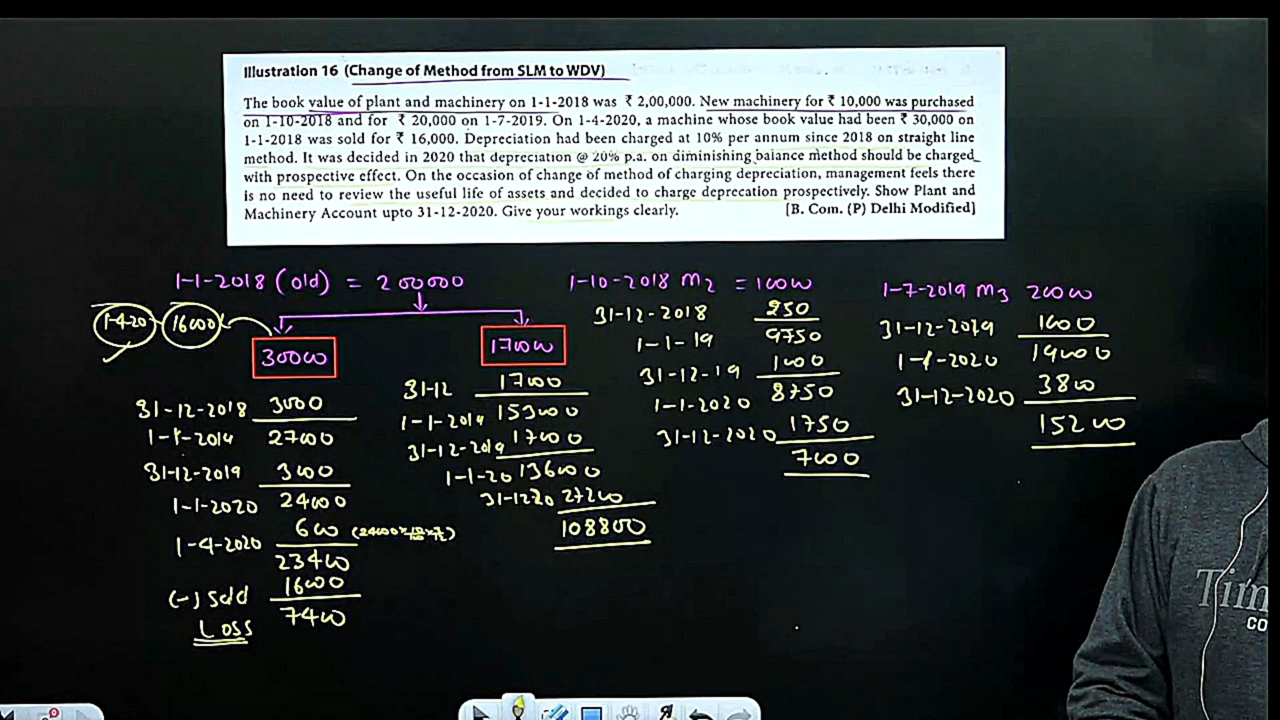 Illustration 16 (Change of Method from SLM to WDV)
The book value of plant and machinery on 1-1-2018 was ₹ 2,00,000. New machinery for ₹ 10,000 was purchased
on 1-10-2018 and for ₹ 20,000 on 1-7-2019. On 1-4-2020, a machine whose book value had been ₹ 30,000 on
1-1-2018 was sold for ₹ 16,000. Depreciation had been charged at 10% per annum since 2018 on straight line
method. It was decided in 2020 that depreciation @ 20% p.a. on diminishing balance method should be charged
with prospective effect. On the occasion of change of method of charging depreciation, management feels there
is no need to review the useful life of assets and decided to charge deprecation prospectively. Show Plant and
Machinery Account upto 31-12-2020. Give your workings clearly. [B. Com. (P) Delhi Modified]
1-1-2018 (old) = 200000
1-4-20 16000
30000
170000
31-12-2018 3000
1-1-2019 27000
31-12-2019 3000
1-1-2020 24000
1-4-2020 600
23400
(-) Sold 16000
Loss 7400
31-12 17000
1-1-2019 153000
31-12-2019 17000
1-1-20 136000
31-12 20 27200
108800
1-10-2018 M2 = 10000
31-12-2018 250
9750
1-1-19
31-12-19 1000
1-1-2020 8750
31-12-2020 1750
7000
1-7-2019 M3 20000
31-12-2019 1000
1-1-2020 19000
31-12-2020 3800
15200
Tim
CO